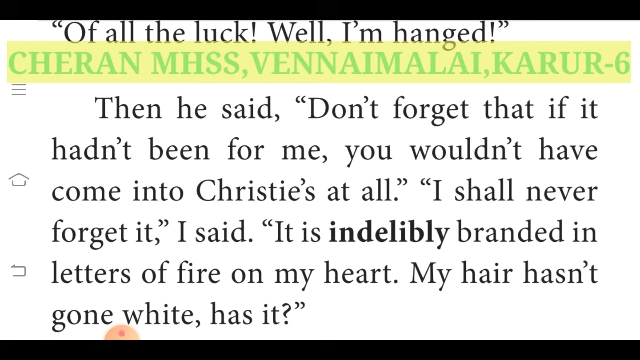 “Of all the luck! Well, I’m hanged!”
CHERAN MHSS,VENNAIMALAI,KARUR-6
Then he said, “Don’t forget that if it
hadn’t been for me, you wouldn’t have
come into Christie’s at all.” “I shall never
forget it,” I said. “It is indelibly branded in
letters of fire on my heart. My hair hasn’t
gone white, has it?”